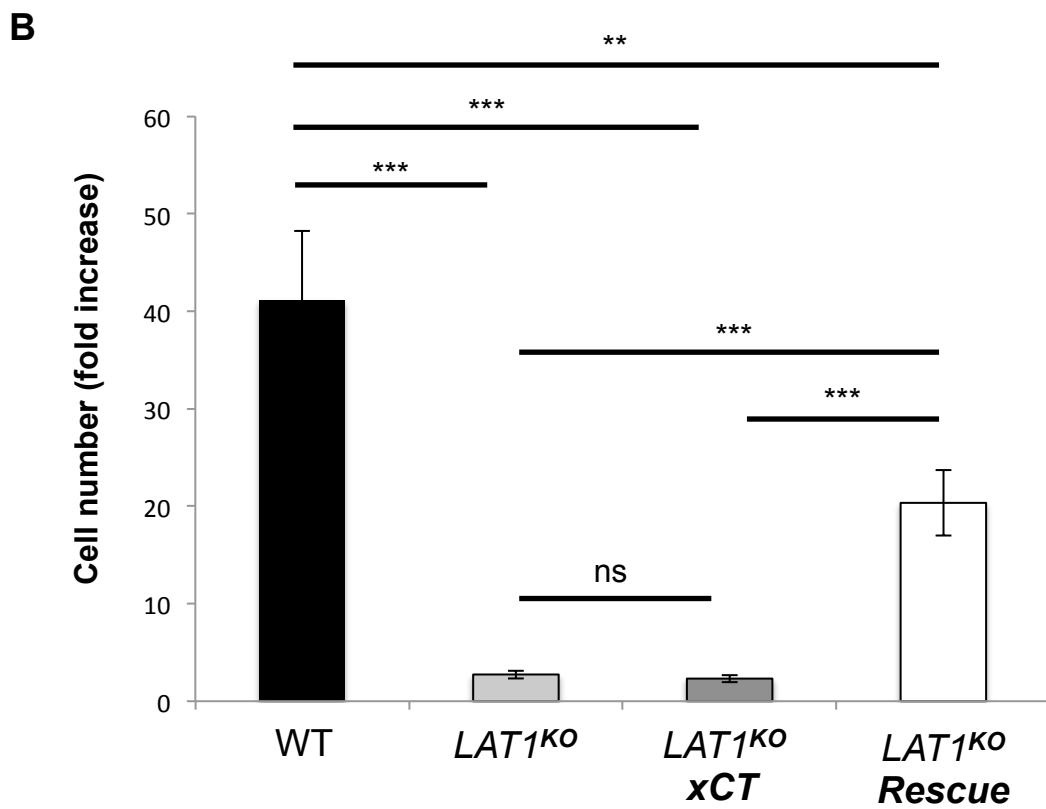 B
**
***
60
***
50
40
***
30
***
20
ns
10
0
Cell number (fold increase)
WT
LAT1KO
LAT1KO
xCT
LAT1KO
Rescue